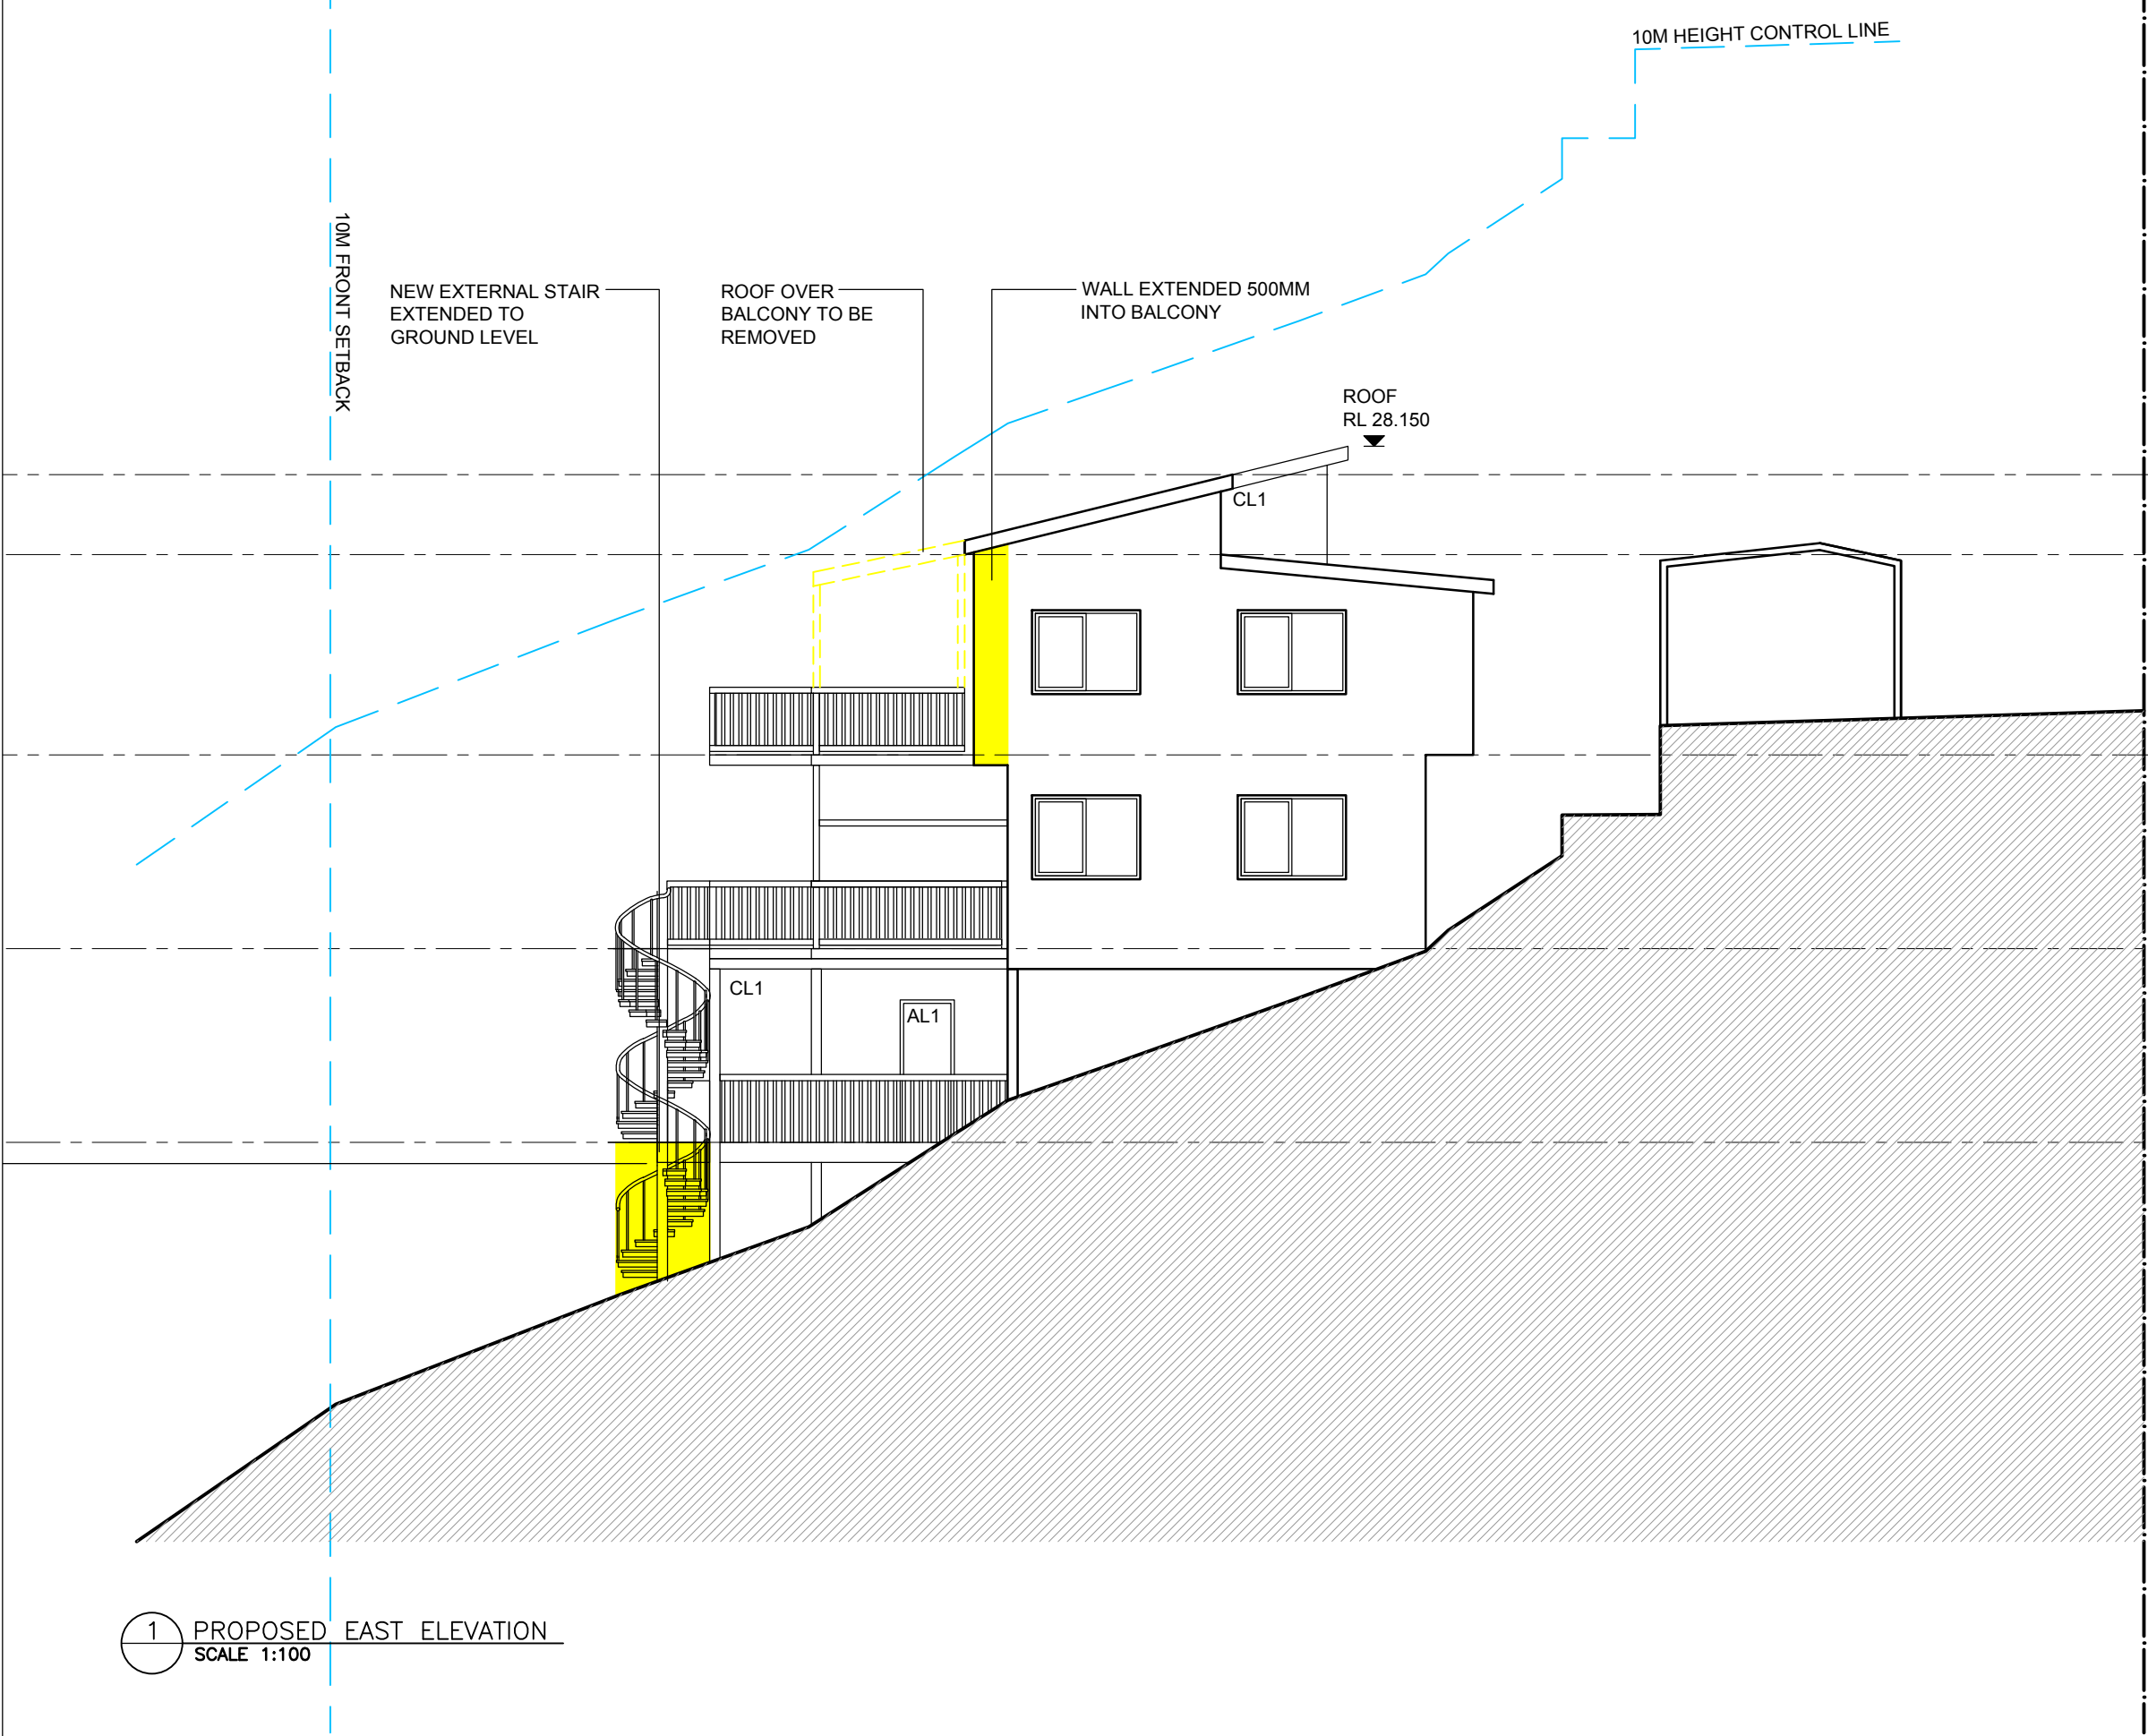 10M HEIGHT CONTROL LINE
10M FRONT SETBACK
NEW EXTERNAL STAIR
EXTENDED TO
GROUND LEVEL
ROOF OVER
BALCONY TO BE
REMOVED
WALL EXTENDED 500MM
INTO BALCONY
ROOF
RL 28.150
CL1
CL1
AL1
1
PROPOSED EAST ELEVATION
SCALE 1:100